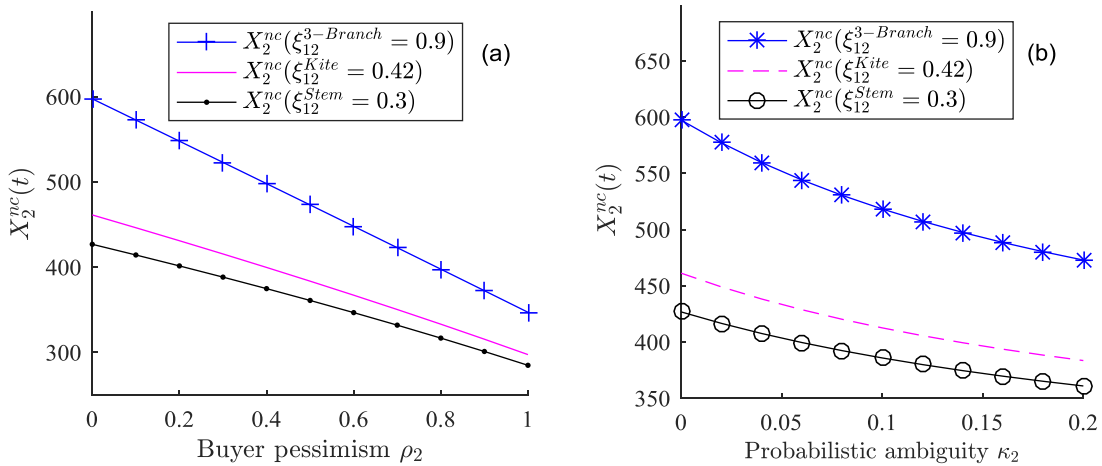 X_2^{nc}(ξ_{12}^{3−Branch} = 0.9)
X_2^{nc}(ξ_{12}^{Kite} = 0.42)
X_2^{nc}(ξ_{12}^{Stem} = 0.3)
(a)
600
500
400
300
X_2^{nc}(t)
0
0.2
0.4
0.6
0.8
1
Buyer pessimism ρ_2
X_2^{nc}(ξ_{12}^{3−Branch} = 0.9)
X_2^{nc}(ξ_{12}^{Kite} = 0.42)
X_2^{nc}(ξ_{12}^{Stem} = 0.3)
(b)
650
600
550
500
450
400
350
X_2^{nc}(t)
0
0.05
0.1
0.15
0.2
Probabilistic ambiguity κ_2